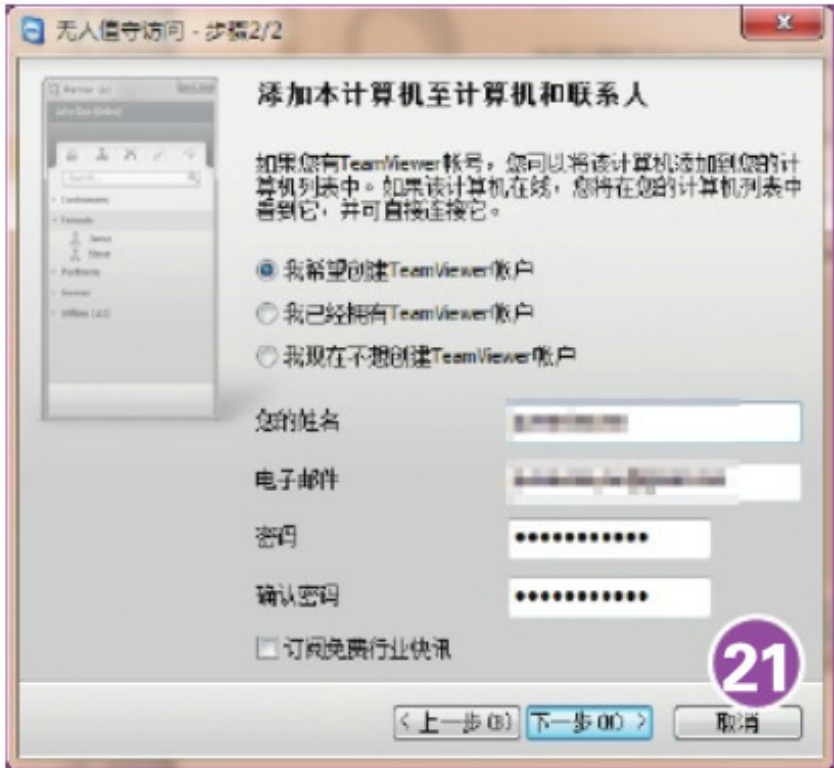 无人值守访问 - 步骤2/2
添加本计算机至计算机和联系人
如果您有TeamViewer帐号，您可以将该计算机添加到您的计
算机列表中。如果该计算机在线，您将在您的计算机列表中
看到它，并可直接连接它。
我希望创建TeamViewer帐户
我已经拥有TeamViewer帐户
我现在不想创建TeamViewer帐户
您的姓名
电子邮件
密码
确认密码
订阅免费行业快讯
21
< 上一步(B) 下一步(N) > 取消